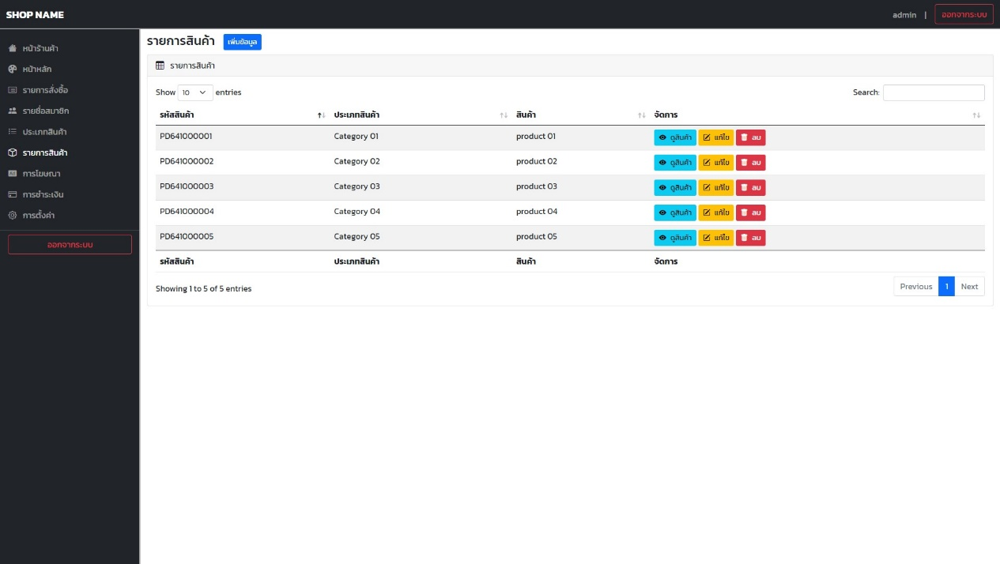 SHOP NAME
admin | ออกจากระบบ
หน้าร้านค้า
หน้าหลัก
รายการสั่งซื้อ
รายชื่อสมาชิก
ประเภทสินค้า
รายการสินค้า
การโฆษณา
การชำระเงิน
การตั้งค่า
ออกจากระบบ
รายการสินค้า เพิ่มข้อมูล
รายการสินค้า
Show 10 entries Search:
รหัสสินค้า ประเภทสินค้า สินค้า จัดการ
PD641000001 Category 01 product 01 ดูสินค้า แก้ไข ลบ
PD641000002 Category 02 product 02 ดูสินค้า แก้ไข ลบ
PD641000003 Category 03 product 03 ดูสินค้า แก้ไข ลบ
PD641000004 Category 04 product 04 ดูสินค้า แก้ไข ลบ
PD641000005 Category 05 product 05 ดูสินค้า แก้ไข ลบ
รหัสสินค้า ประเภทสินค้า สินค้า จัดการ
Showing 1 to 5 of 5 entries Previous 1 Next